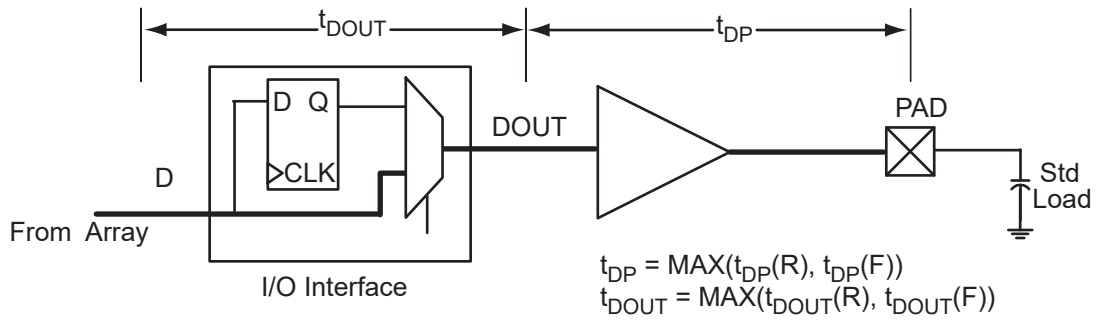 tDOUT
tDP
D Q
CLK
D
DOUT
PAD
Std
Load
From Array
I/O Interface
tDP = MAX(tDP(R), tDP(F))
tDOUT = MAX(tDOUT(R), tDOUT(F))